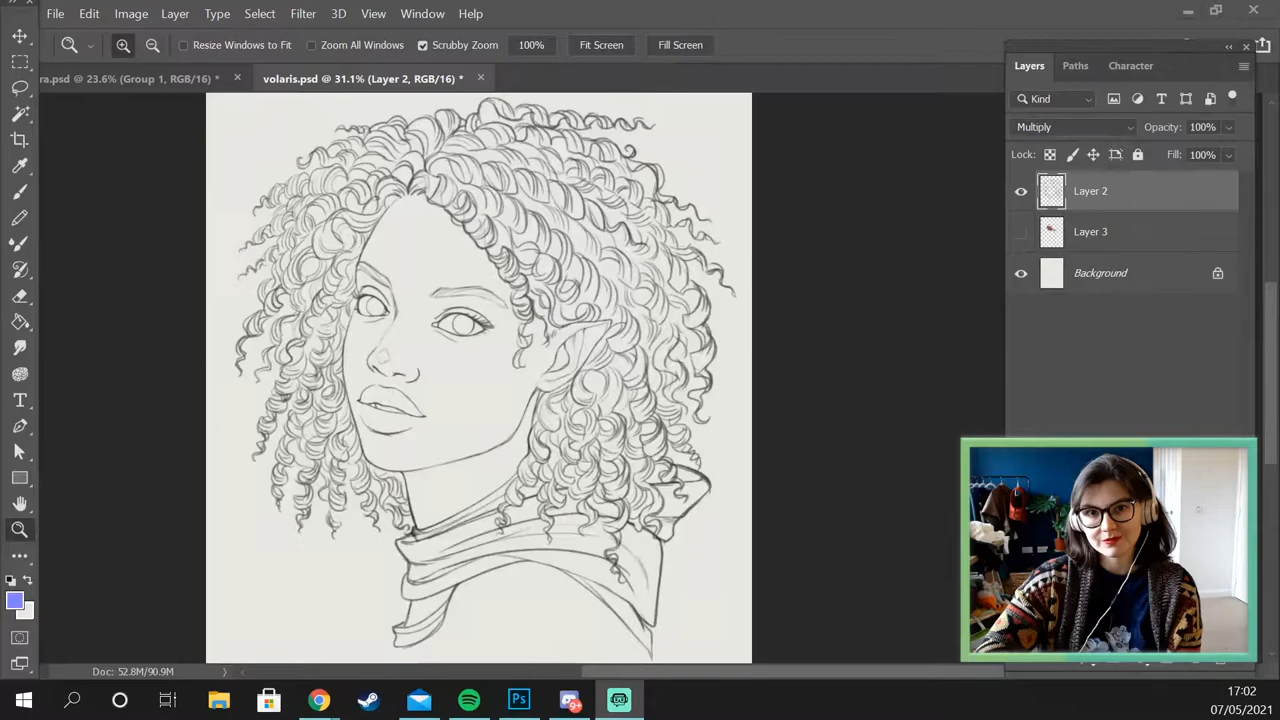 File Edit Image Layer Type Select Filter 3D View Window Help
Resize Windows to Fit Zoom All Windows Scrubby Zoom 100% Fit Screen Fill Screen
ra.psd @ 23.6% (Group 1, RGB/16) * volaris.psd @ 31.1% (Layer 2, RGB/16) *
Layers Paths Character
Kind
Multiply Opacity: 100%
Lock: Fill: 100%
Layer 2
Layer 3
Background
Doc: 52.8M/90.9M
Ps
17:02
07/05/2021